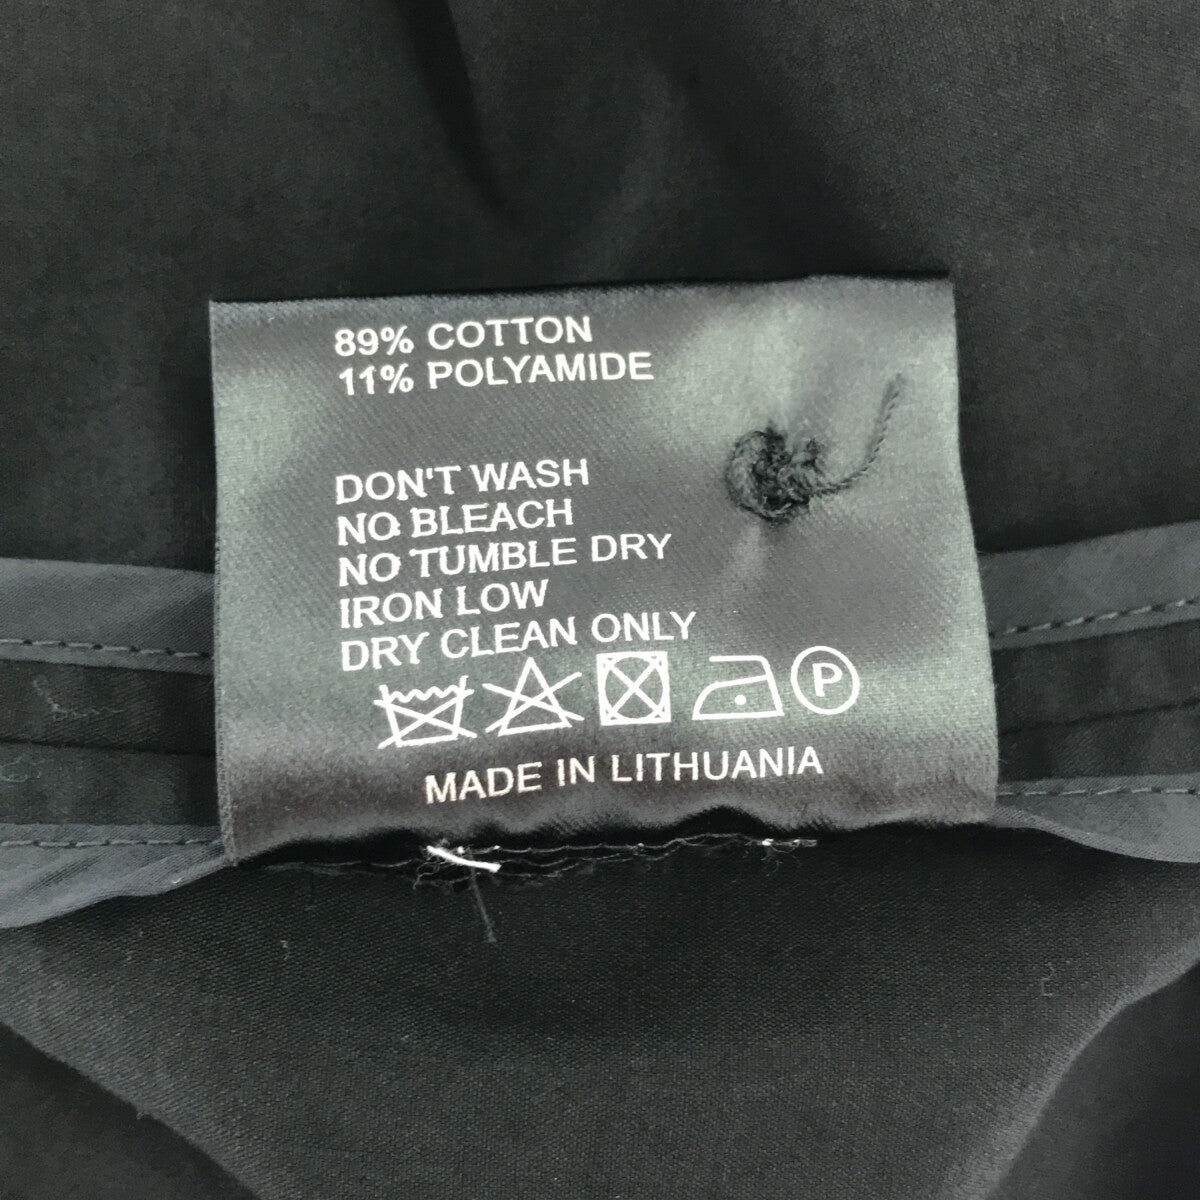 89% COTTON
11% POLYAMIDE
DON'T WASH
NO BLEACH
NO TUMBLE DRY
IRON LOW
DRY CLEAN ONLY
P
MADE IN LITHUANIA